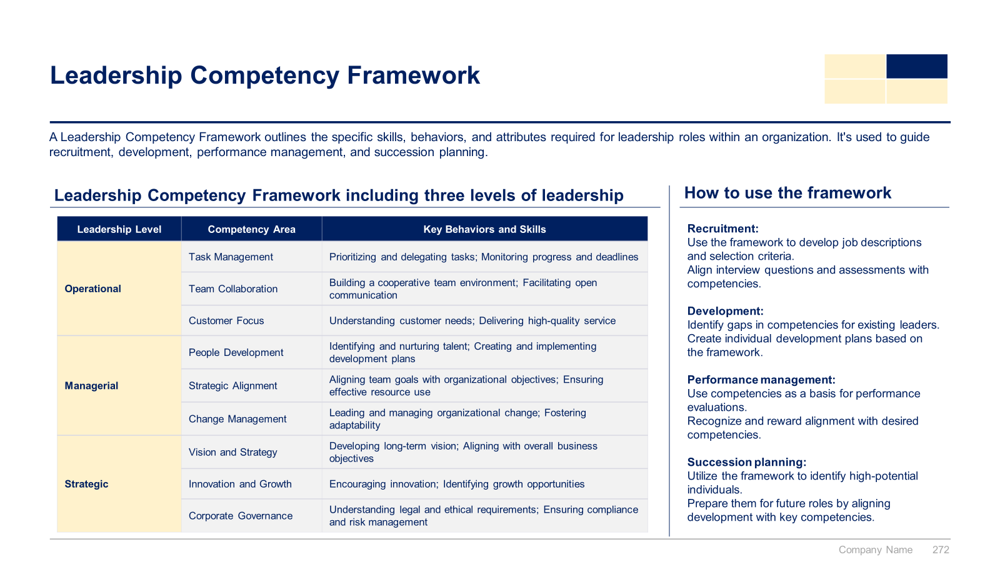 Leadership Competency Framework
A Leadership Competency Framework outlines the specific skills, behaviors, and attributes required for leadership roles within an organization. It's used to guide
recruitment, development, performance management, and succession planning.
Leadership Competency Framework including three levels of leadership
Leadership Level
Competency Area
Key Behaviors and Skills
Operational
Task Management
Prioritizing and delegating tasks; Monitoring progress and deadlines
Team Collaboration
Building a cooperative team environment; Facilitating open
communication
Customer Focus
Understanding customer needs; Delivering high-quality service
Managerial
People Development
Identifying and nurturing talent; Creating and implementing
development plans
Strategic Alignment
Aligning team goals with organizational objectives; Ensuring
effective resource use
Change Management
Leading and managing organizational change; Fostering
adaptability
Strategic
Vision and Strategy
Developing long-term vision; Aligning with overall business
objectives
Innovation and Growth
Encouraging innovation; Identifying growth opportunities
Corporate Governance
Understanding legal and ethical requirements; Ensuring compliance
and risk management
How to use the framework
Recruitment:
Use the framework to develop job descriptions
and selection criteria.
Align interview questions and assessments with
competencies.
Development:
Identify gaps in competencies for existing leaders.
Create individual development plans based on
the framework.
Performance management:
Use competencies as a basis for performance
evaluations.
Recognize and reward alignment with desired
competencies.
Succession planning:
Utilize the framework to identify high-potential
individuals.
Prepare them for future roles by aligning
development with key competencies.
Company Name 272